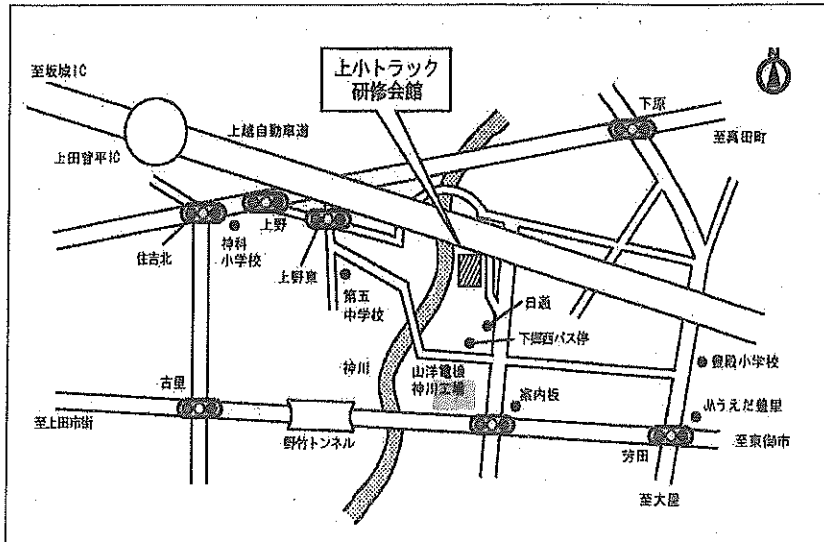 上小トラック
研修会館
N
至坂城IC
下原
上越自動車道
至真田町
上田菅平IC
上野
住吉北
神科
小学校
上野東
第五
中学校
日通
下郷西バス停
神川
山洋電機
神川工場
豊殿小学校
古里
案内板
JAうえだ豊里
至上田市街
野竹トンネル
芳田
至東御市
至大屋